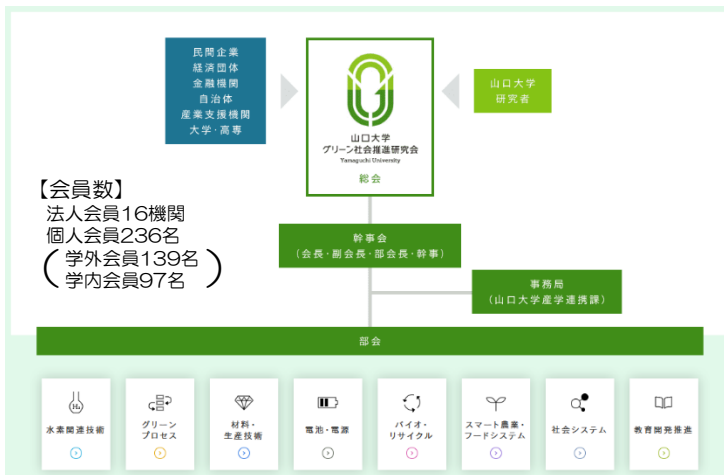 民間企業
経済団体
金融機関
自治体
産業支援機関
大学・高専
山口大学
グリーン社会推進研究会
Yamaguchi University
総会
山口大学
研究者
【会員数】
法人会員16機関
個人会員236名
(学外会員139名
学内会員97名)
幹事会
(会長・副会長・部会長・幹事)
事務局
(山口大学産学連携課)
部会
H₂
水素関連技術
グリーン
プロセス
材料・
生産技術
電池・電源
バイオ・
リサイクル
スマート農業・
フードシステム
社会システム
教育開発推進